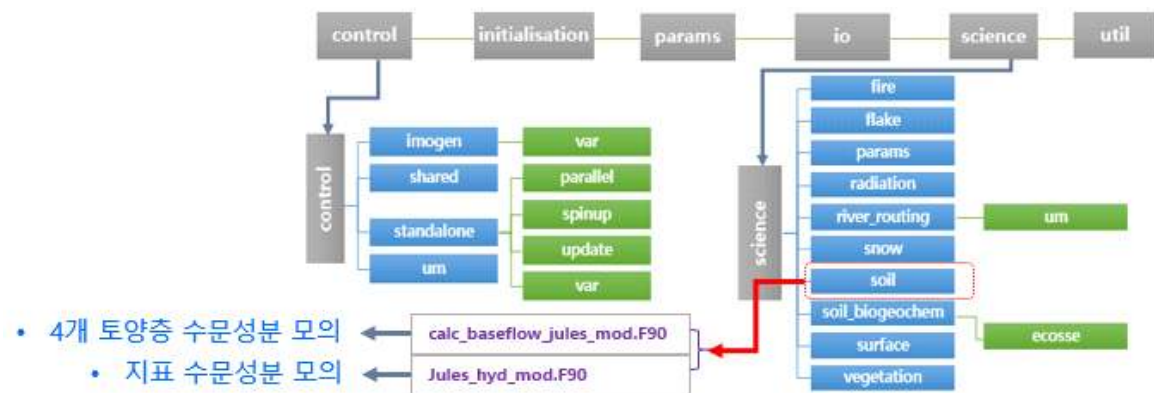 control
initialisation
params
io
science
util
control
imogen
var
shared
standalone
parallel
spinup
update
var
um
science
fire
flake
params
radiation
river_routing
um
snow
soil
soil_biogeochem
ecosse
surface
vegetation
• 4개 토양층 수문성분 모의
calc_baseflow_jules_mod.F90
• 지표 수문성분 모의
Jules_hyd_mod.F90